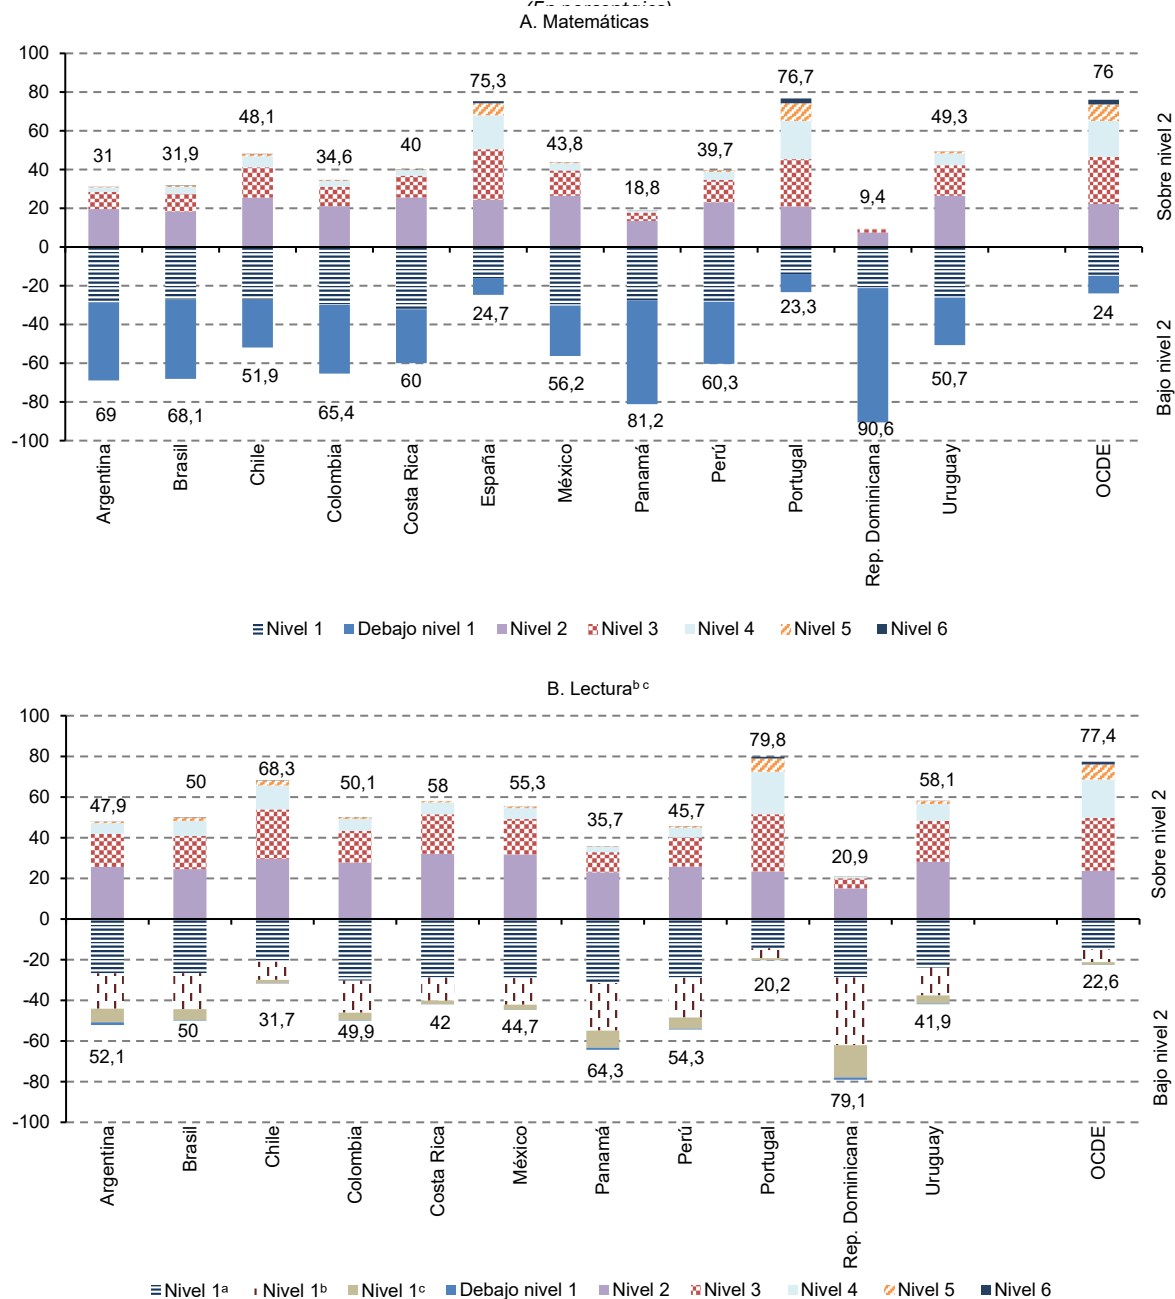 (En porcentajes)
A. Matemáticas
100
80
60
40
20
0
-20
-40
-60
-80
-100
31
31,9
48,1
34,6
40
75,3
43,8
18,8
39,7
76,7
9,4
49,3
76
69
68,1
51,9
65,4
60
24,7
56,2
81,2
60,3
23,3
90,6
50,7
24
Sobre nivel 2
Bajo nivel 2
Argentina
Brasil
Chile
Colombia
Costa Rica
España
México
Panamá
Perú
Portugal
Rep. Dominicana
Uruguay
OCDE
Nivel 1 Debajo nivel 1 Nivel 2 Nivel 3 Nivel 4 Nivel 5 Nivel 6
B. Lecturaᵇ ᶜ
100
80
60
40
20
0
-20
-40
-60
-80
-100
47,9
50
68,3
50,1
58
55,3
35,7
45,7
79,8
20,9
58,1
77,4
52,1
50
31,7
49,9
42
44,7
64,3
54,3
20,2
79,1
41,9
22,6
Sobre nivel 2
Bajo nivel 2
Argentina
Brasil
Chile
Colombia
Costa Rica
México
Panamá
Perú
Portugal
Rep. Dominicana
Uruguay
OCDE
Nivel 1ᵃ Nivel 1ᵇ Nivel 1ᶜ Debajo nivel 1 Nivel 2 Nivel 3 Nivel 4 Nivel 5 Nivel 6